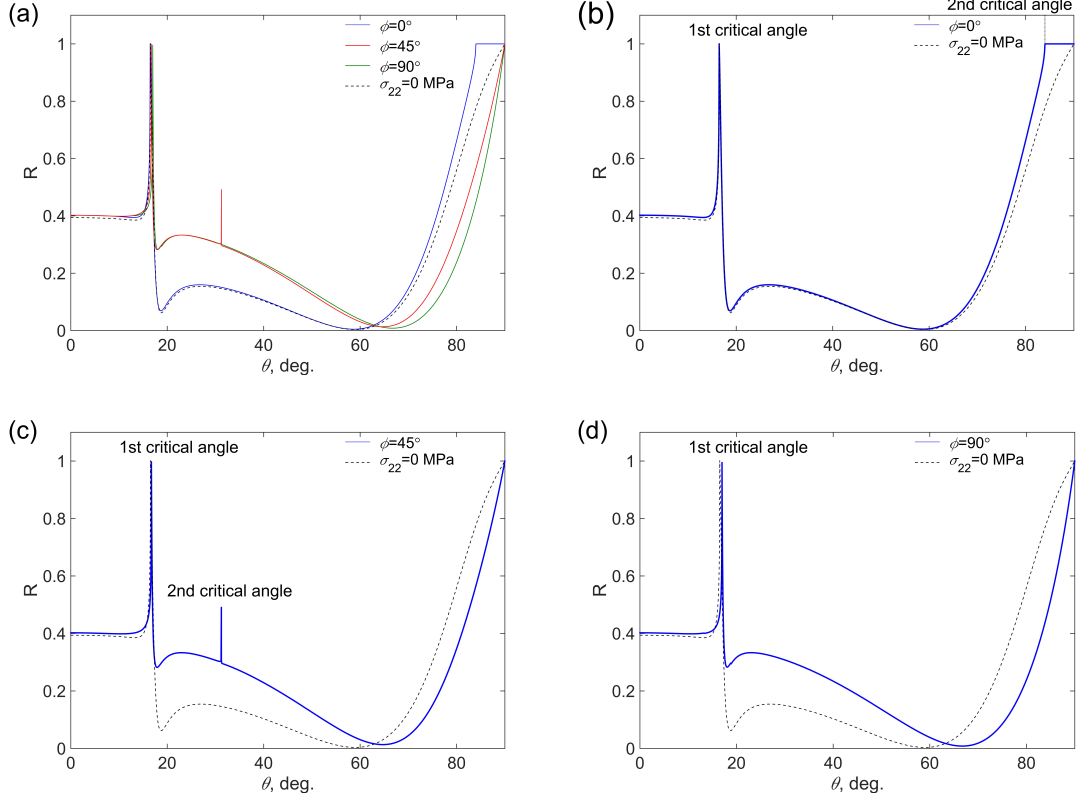 (a)
ϕ=0°
ϕ=45°
ϕ=90°
σ22=0 MPa
1
0.8
0.6
0.4
0.2
0
R
0 20 40 60 80
θ, deg.
(b)
2nd critical angle
1st critical angle
ϕ=0°
σ22=0 MPa
1
0.8
0.6
0.4
0.2
0
R
0 20 40 60 80
θ, deg.
(c)
1st critical angle
ϕ=45°
σ22=0 MPa
2nd critical angle
1
0.8
0.6
0.4
0.2
0
R
0 20 40 60 80
θ, deg.
(d)
1st critical angle
ϕ=90°
σ22=0 MPa
1
0.8
0.6
0.4
0.2
0
R
0 20 40 60 80
θ, deg.